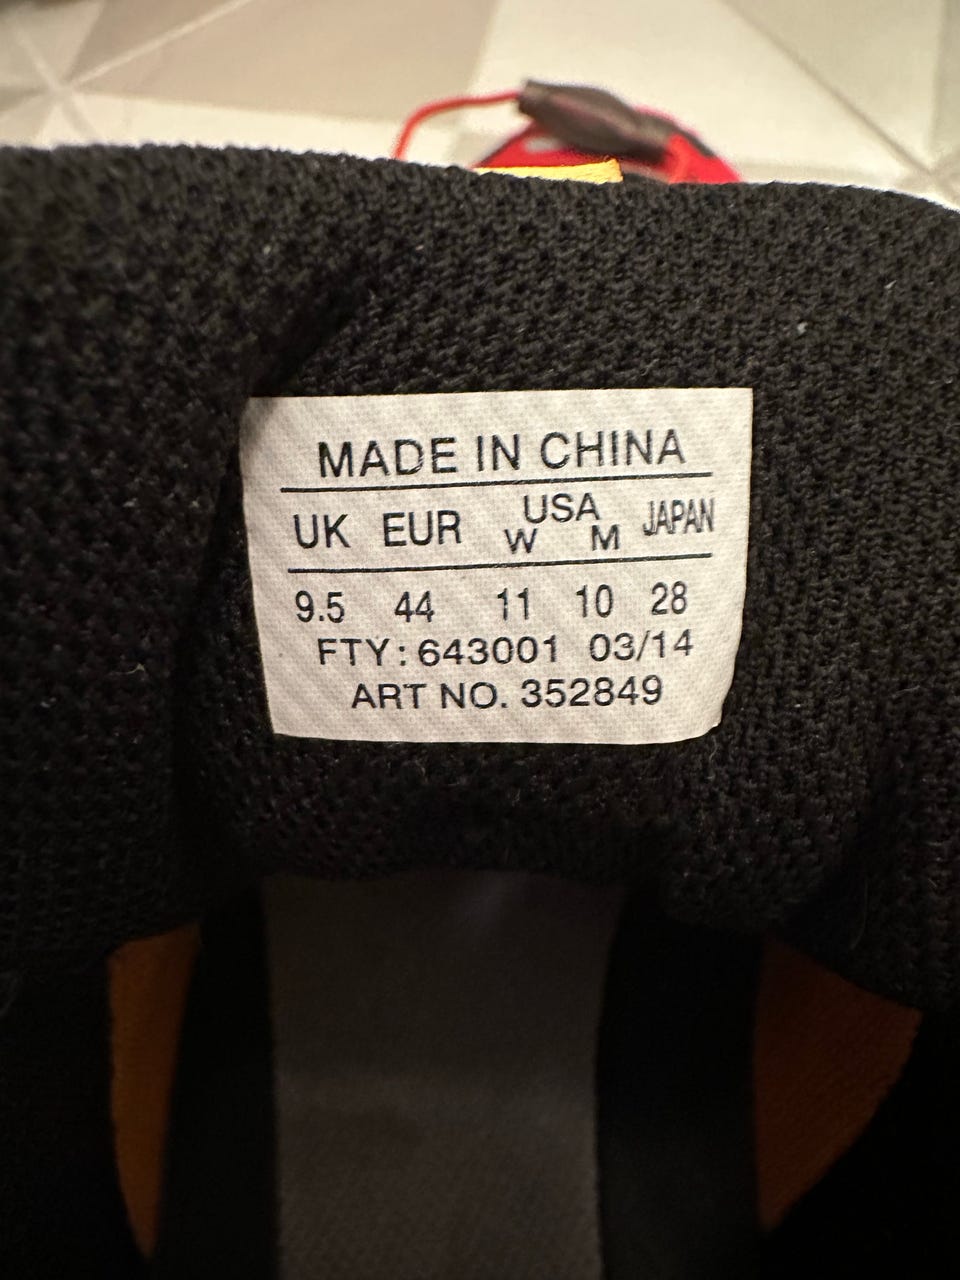 MADE IN CHINA
UK EUR USA JAPAN
W M
9.5 44 11 10 28
FTY: 643001 03/14
ART NO. 352849